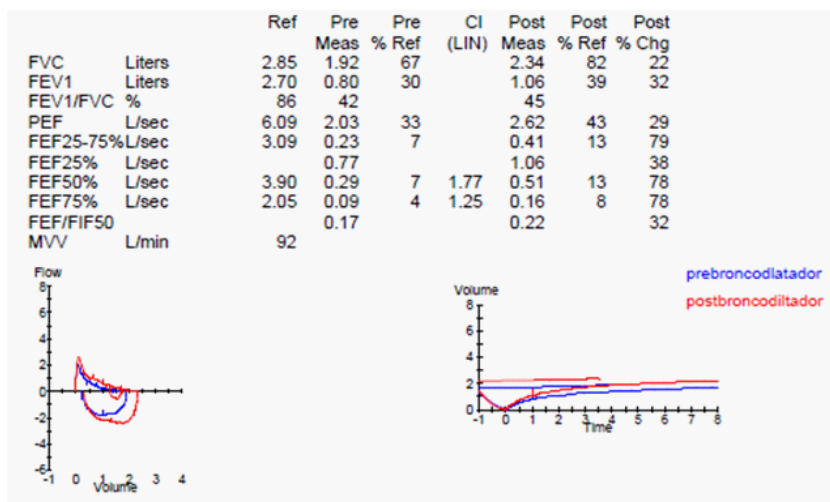 Ref Pre Pre CI Post Post Post
Meas % Ref (LIN) Meas % Ref % Chg
FVC Liters 2.85 1.92 67 2.34 82 22
FEV1 Liters 2.70 0.80 30 1.06 39 32
FEV1/FVC % 86 42 45
PEF L/sec 6.09 2.03 33 2.62 43 29
FEF25-75%L/sec 3.09 0.23 7 0.41 13 79
FEF25% L/sec 0.77 1.06 38
FEF50% L/sec 3.90 0.29 7 1.77 0.51 13 78
FEF75% L/sec 2.05 0.09 4 1.25 0.16 8 78
FEF/FIF50 0.17 0.22 32
MVV L/min 92
Flow
8
6
4
2
0
-2
-4
-6
-1 0 1 2 3 4
Volume
Volume
8
6
4
2
0
-1 0 1 2 3 4 5 6 7 8
Time
prebroncodlatador
postbroncodiltador